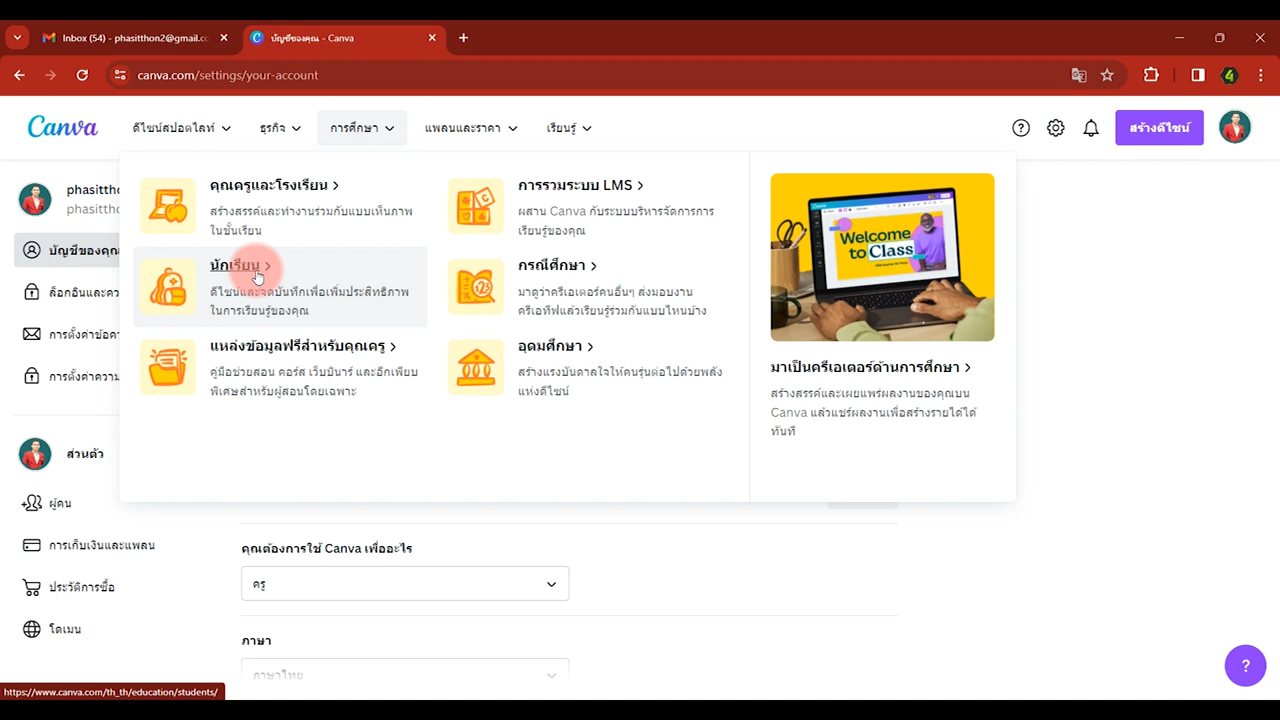 Inbox (54) - phasitthon2@gmail.c
บัญชีของคุณ - Canva
canva.com/settings/your-account
4
Canva
ดีไซน์สปอตไลท์
ธุรกิจ
การศึกษา
แพลนและราคา
เรียนรู้
สร้างดีไซน์
phasittho
phasittho
บัญชีของคุณ
ล็อกอินและคว
การตั้งค่าข้อคว
การตั้งค่าความ
ส่วนตัว
ผู้คน
การเก็บเงินและแพลน
ประวัติการซื้อ
โดเมน
คุณครูและโรงเรียน
สร้างสรรค์และทำงานร่วมกับแบบเห็นภาพ
ในชั้นเรียน
นักเรียน
ดีไซน์และจดบันทึกเพื่อเพิ่มประสิทธิภาพ
ในการเรียนรู้ของคุณ
แหล่งข้อมูลฟรีสำหรับคุณครู
คู่มือช่วยสอน คอร์ส เว็บบินาร์ และอีกเพียบ
พิเศษสำหรับผู้สอนโดยเฉพาะ
การรวมระบบ LMS
ผสาน Canva กับระบบบริหารจัดการการ
เรียนรู้ของคุณ
กรณีศึกษา
มาดูว่าครีเอเตอร์คนอื่นๆ ส่งมอบงาน
ครีเอทีฟแล้วเรียนรู้ร่วมกันแบบไหนบ้าง
อุดมศึกษา
สร้างแรงบันดาลใจให้คนรุ่นต่อไปด้วยพลัง
แห่งดีไซน์
Welcome
to Class
มาเป็นครีเอเตอร์ด้านการศึกษา
สร้างสรรค์และเผยแพร่ผลงานของคุณบน
Canva แล้วแชร์ผลงานเพื่อสร้างรายได้ได้
ทันที
คุณต้องการใช้ Canva เพื่ออะไร
ครู
ภาษา
ภาษาไทย
https://www.canva.com/th_th/education/students/